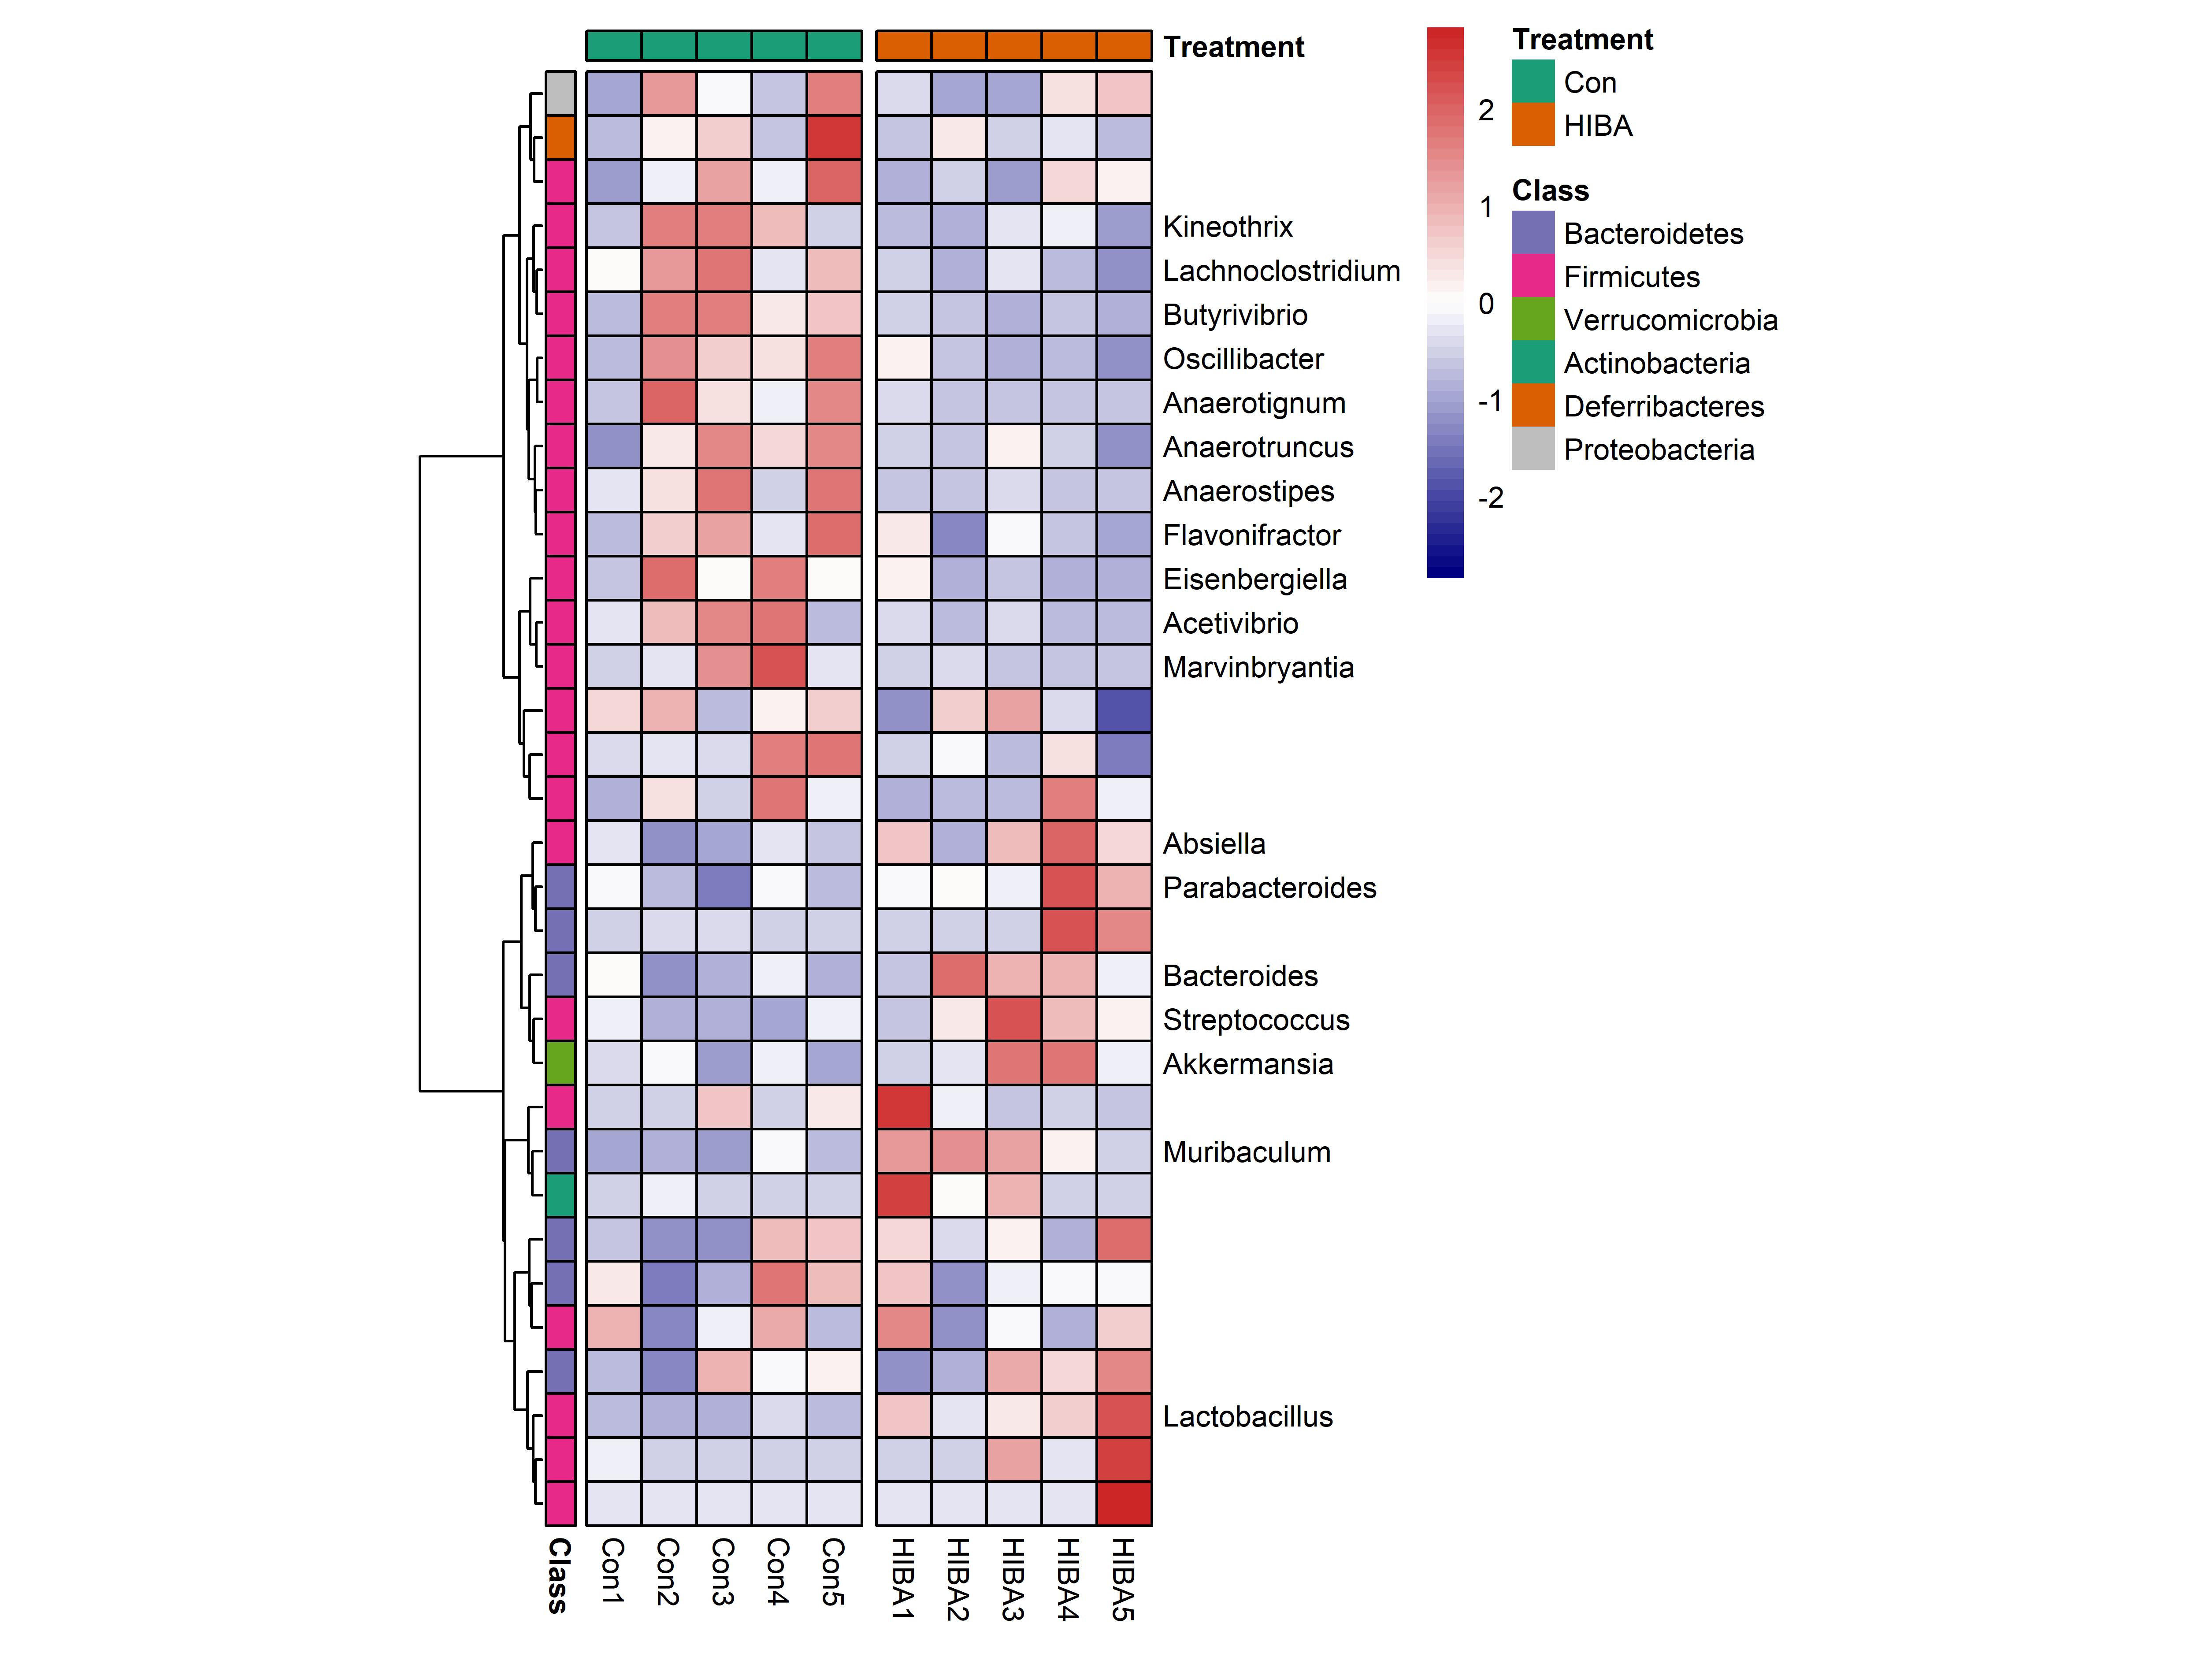 Treatment
Kineothrix
Lachnoclostridium
Butyrivibrio
Oscillibacter
Anaerotignum
Anaerotruncus
Anaerostipes
Flavonifractor
Eisenbergiella
Acetivibrio
Marvinbryantia
Absiella
Parabacteroides
Bacteroides
Streptococcus
Akkermansia
Muribaculum
Lactobacillus
Class
Con1
Con2
Con3
Con4
Con5
HIBA1
HIBA2
HIBA3
HIBA4
HIBA5
2
1
0
-1
-2
Treatment
Con
HIBA
Class
Bacteroidetes
Firmicutes
Verrucomicrobia
Actinobacteria
Deferribacteres
Proteobacteria